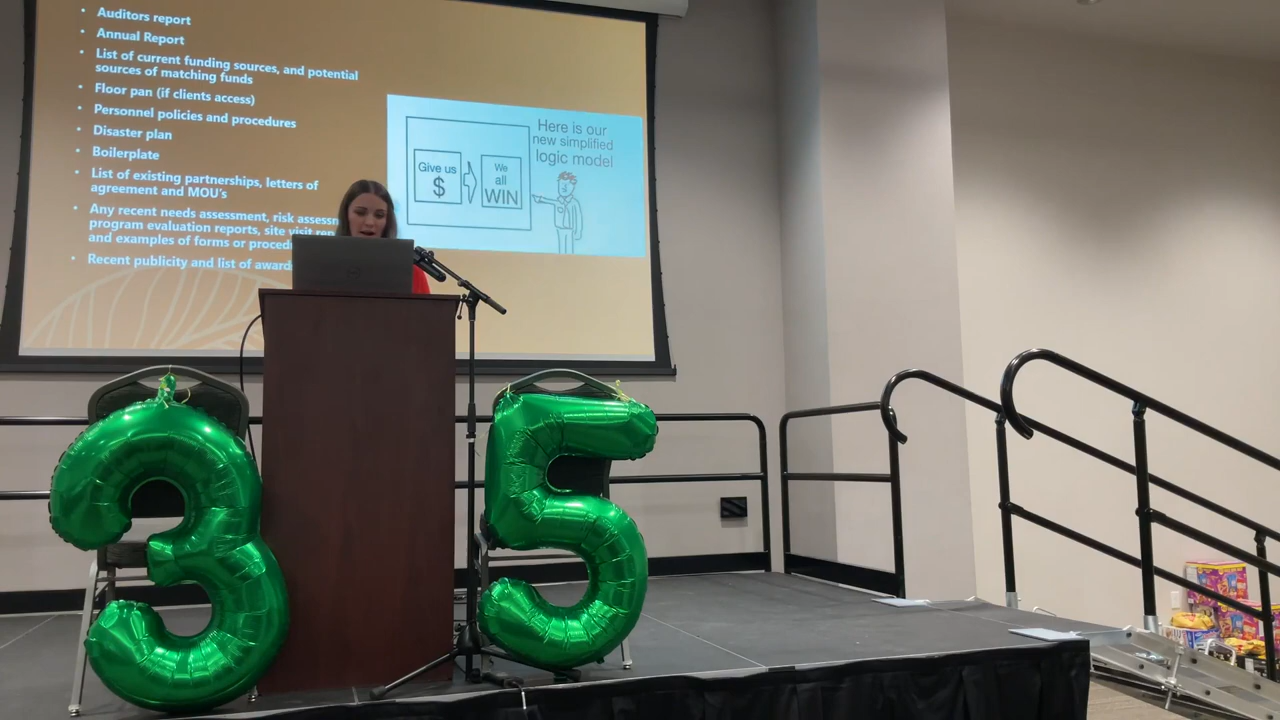 Auditors report
Annual Report
List of current funding sources, and potential
sources of matching funds
Floor pan (if clients access)
Personnel policies and procedures
Disaster plan
Boilerplate
List of existing partnerships, letters of
agreement and MOU's
Any recent needs assessment, risk
program evaluation reports, site visit
and examples of forms or
Recent publicity and list of
Here is our
new simplified
logic model
Give us
$
We
all
WIN
35